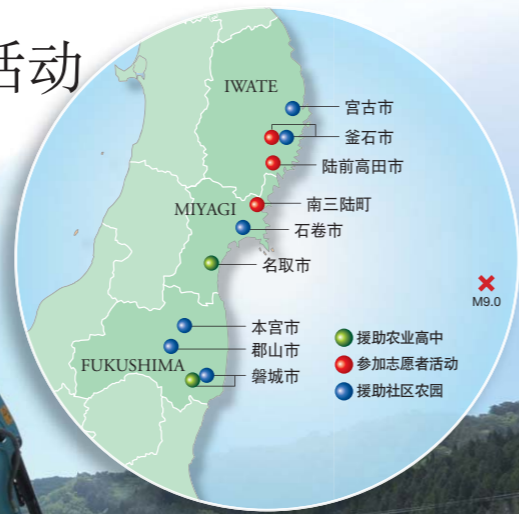 活动
IWATE
宫古市
釜石市
陆前高田市
MIYAGI
南三陆町
石卷市
名取市
M9.0
本宫市
郡山市
FUKUSHIMA
磐城市
援助农业高中
参加志愿者活动
援助社区农园